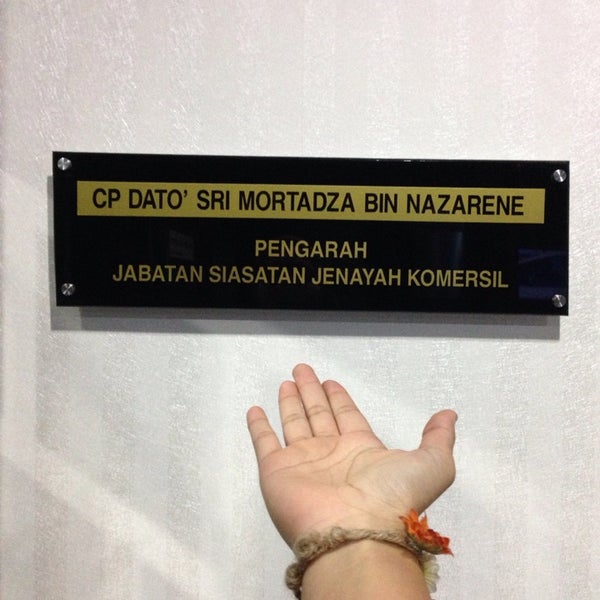 CP DATO' SRI MORTADZA BIN NAZARENE
PENGARAH
JABATAN SIASATAN JENAYAH KOMERSIL